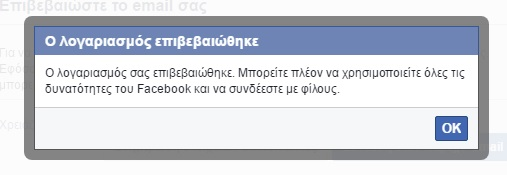 Επιβεβαιώστε το email σας
Ο λογαριασμός επιβεβαιώθηκε
Ο λογαριασμός σας επιβεβαιώθηκε. Μπορείτε πλέον να χρησιμοποιείτε όλες τις
δυνατότητες του Facebook και να συνδέεστε με φίλους.
OK